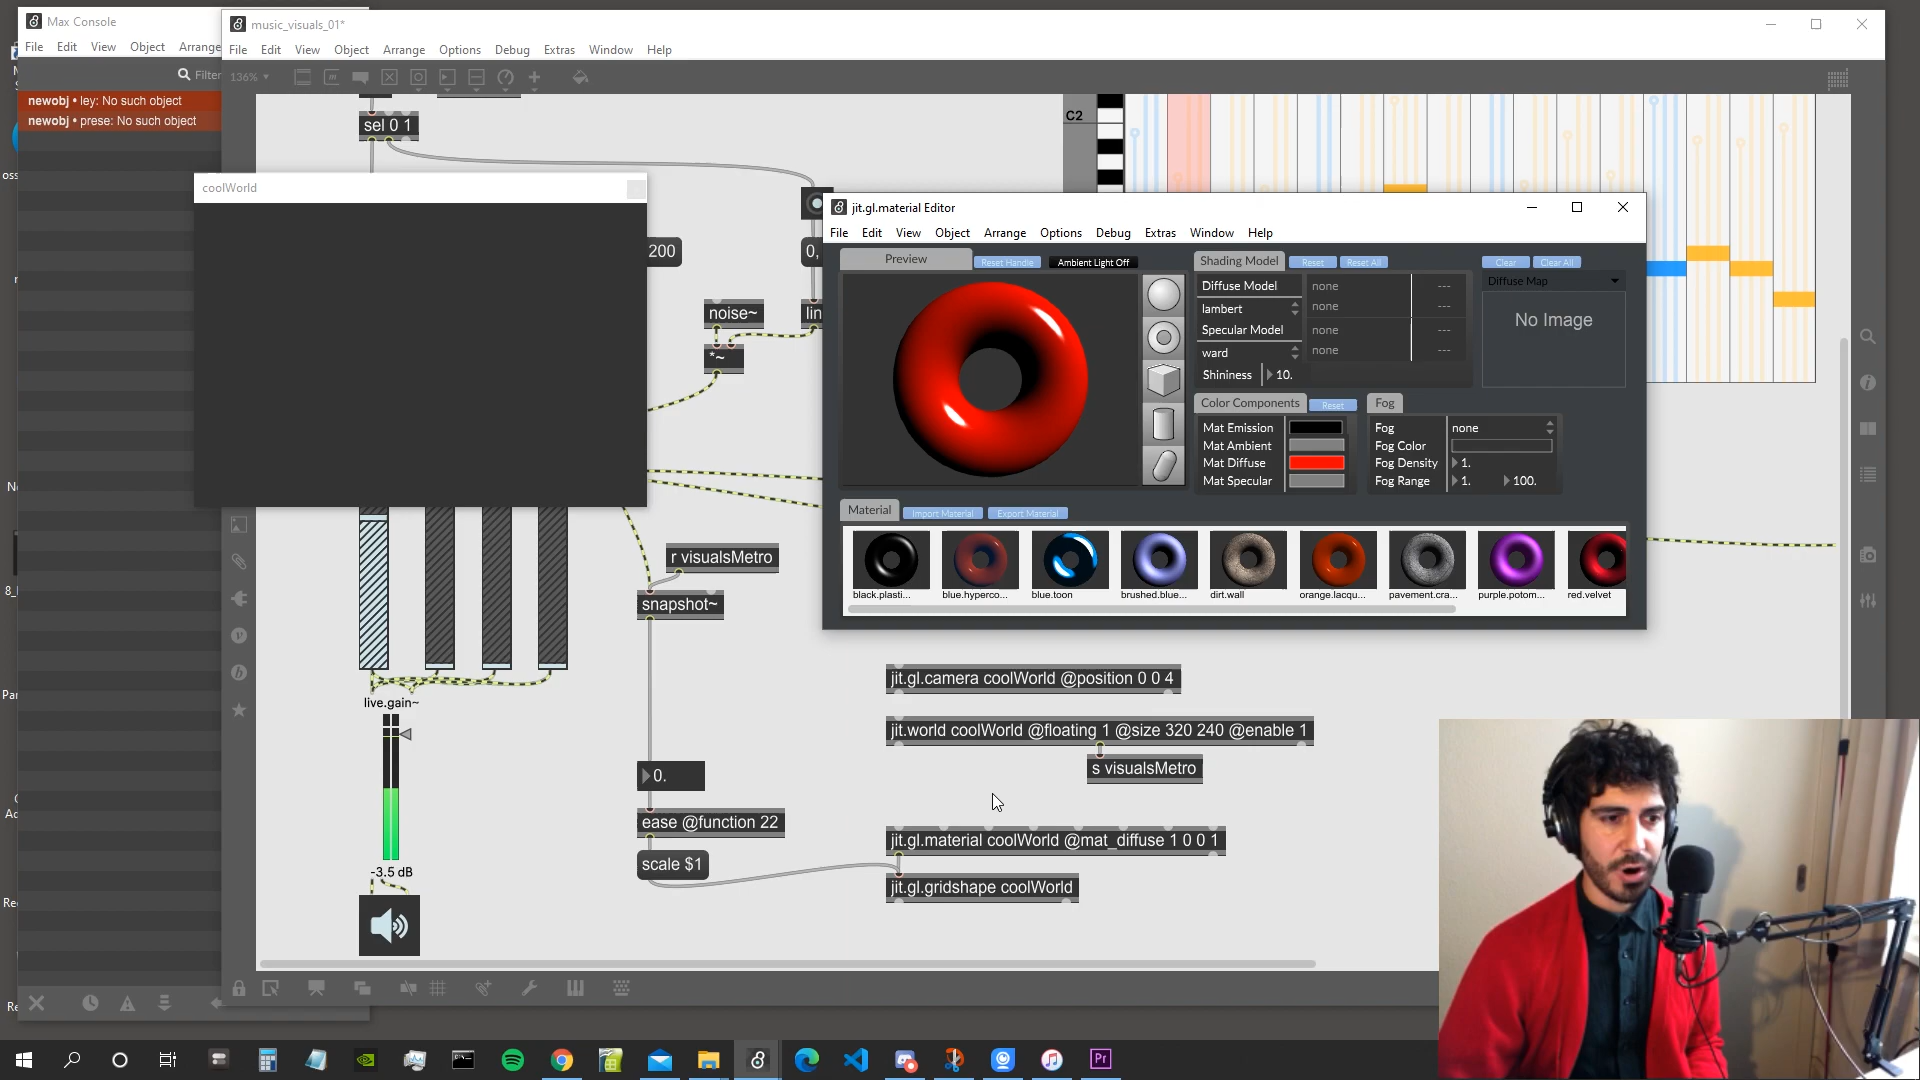 Max Console
File Edit View Object Arrange
Filter
newobj • ley: No such object
newobj • prese: No such object
music_visuals_01*
File Edit View Object Arrange Options Debug Extras Window Help
136%
sel 0 1
C2
coolWorld
200
0,
noise~
lin
*~
r visualsMetro
snapshot~
live.gain~
0.
ease @function 22
scale $1
-3.5 dB
jit.gl.material Editor
File Edit View Object Arrange Options Debug Extras Window Help
Preview
Reset Handle
Ambient Light Off
Shading Model
Reset
Reset All
Clear
Clear All
Diffuse Model
none
---
Diffuse Map
lambert
none
---
No Image
Specular Model
none
---
ward
none
---
Shininess
10.
Color Components
Reset
Fog
Mat Emission
Fog
none
Mat Ambient
Fog Color
Mat Diffuse
Fog Density
1.
Mat Specular
Fog Range
1.
100.
Material
Import Material
Export Material
black.plasti...
blue.hyperco...
blue.toon
brushed.blue...
dirt.wall
orange.lacqu...
pavement.cra...
purple.potom...
red.velvet
jit.gl.camera coolWorld @position 0 0 4
jit.world coolWorld @floating 1 @size 320 240 @enable 1
s visualsMetro
jit.gl.material coolWorld @mat_diffuse 1 0 0 1
jit.gl.gridshape coolWorld
Pr